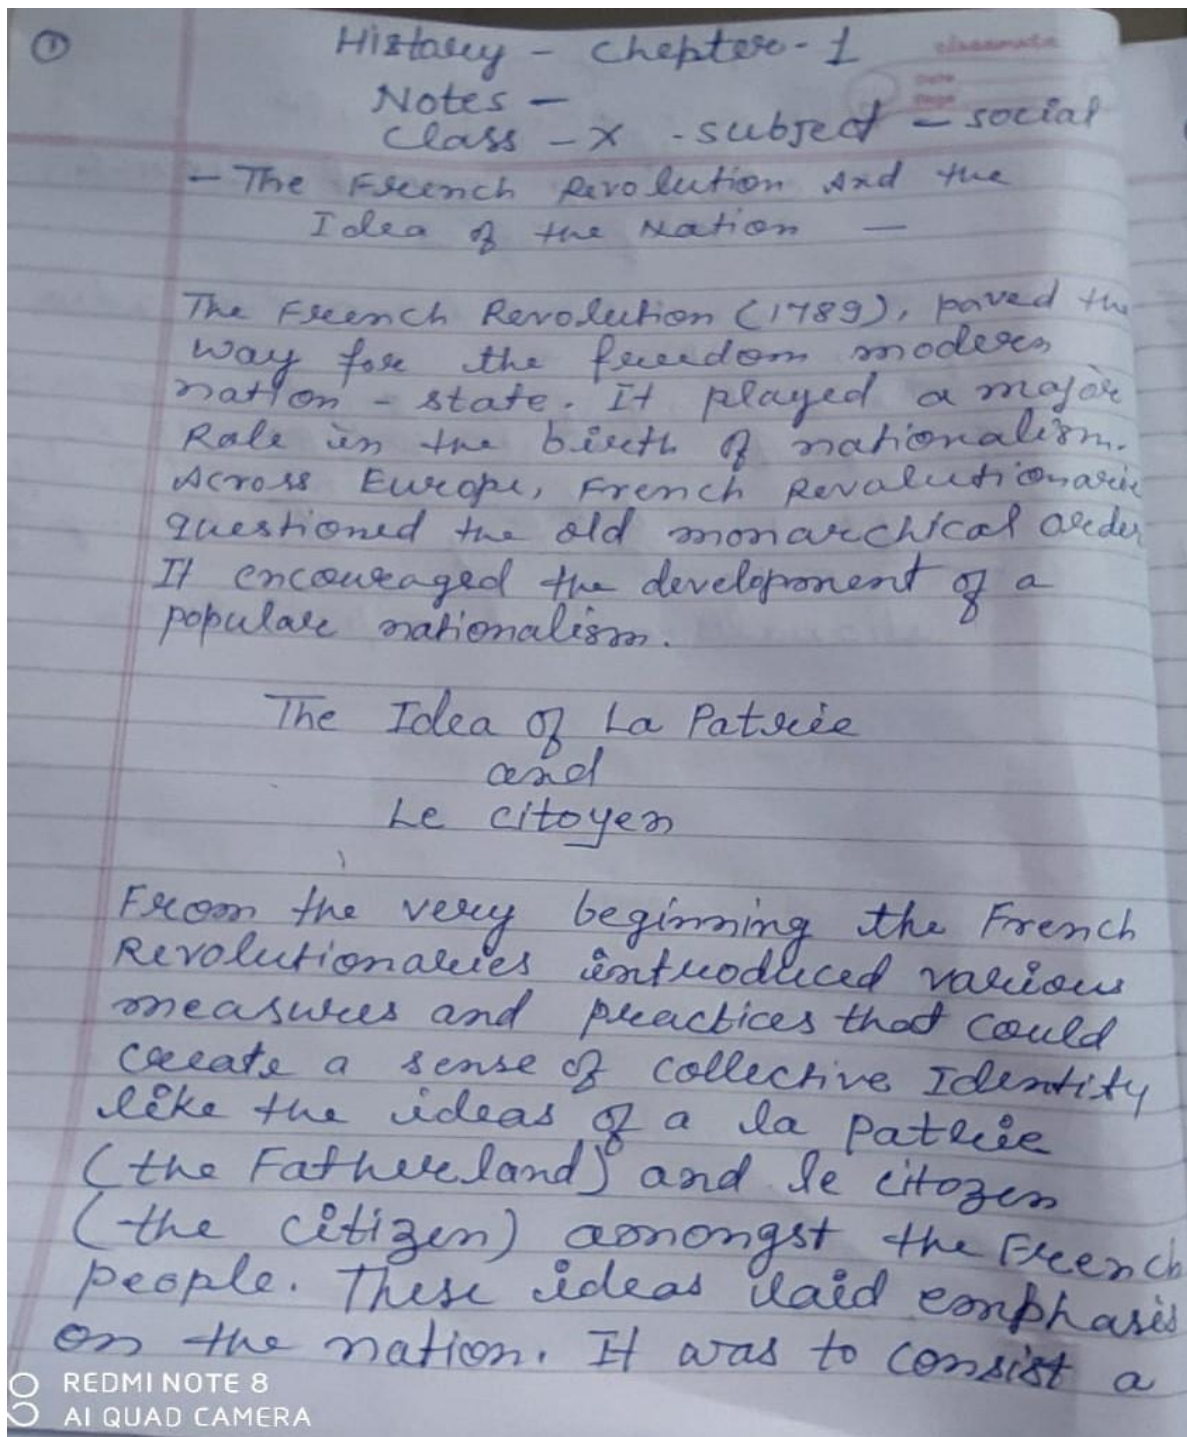 ①
classmate
Date
Page
History - Chepter - 1
Notes -
Class - X - subject - social
- The French Revolution And the
Idea of the Nation -
The French Revolution (1789), paved the
way for the freedom modern
nation - state. It played a major
Role in the birth of nationalism.
Across Europe, French Revalutionarie
questioned the old monarchical order
It encouraged the development of a
popular nationalism.
The Idea of La Patrie
and
Le citoyen
From the very beginning the French
Revolutionaries introduced various
measures and practices that could
create a sense of collective Identity
like the ideas of a la patrie
(the Fatherland) and le citozen
(the citizen) amongst the French
people. These ideas laid emphasis
on the nation. It was to consist a
REDMI NOTE 8
AI QUAD CAMERA